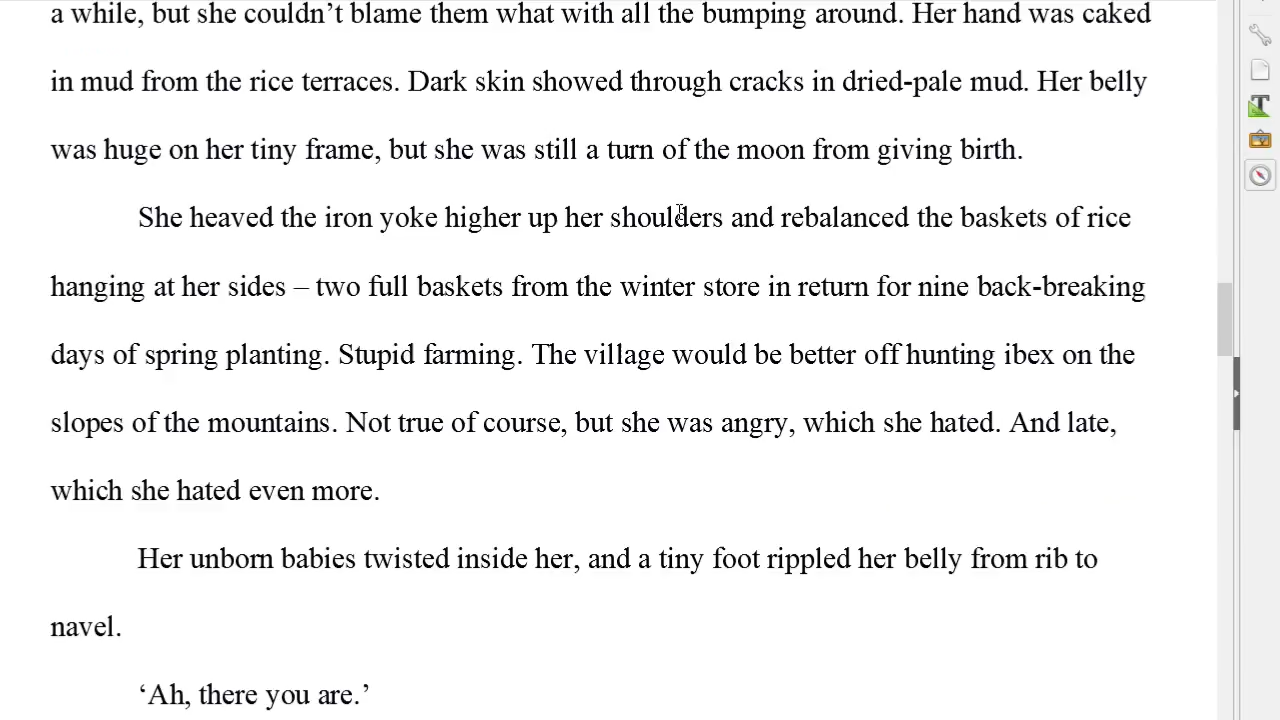 a while, but she couldn’t blame them what with all the bumping around. Her hand was caked
in mud from the rice terraces. Dark skin showed through cracks in dried-pale mud. Her belly
was huge on her tiny frame, but she was still a turn of the moon from giving birth.
She heaved the iron yoke higher up her shoulders and rebalanced the baskets of rice
hanging at her sides – two full baskets from the winter store in return for nine back-breaking
days of spring planting. Stupid farming. The village would be better off hunting ibex on the
slopes of the mountains. Not true of course, but she was angry, which she hated. And late,
which she hated even more.
Her unborn babies twisted inside her, and a tiny foot rippled her belly from rib to
navel.
‘Ah, there you are.’